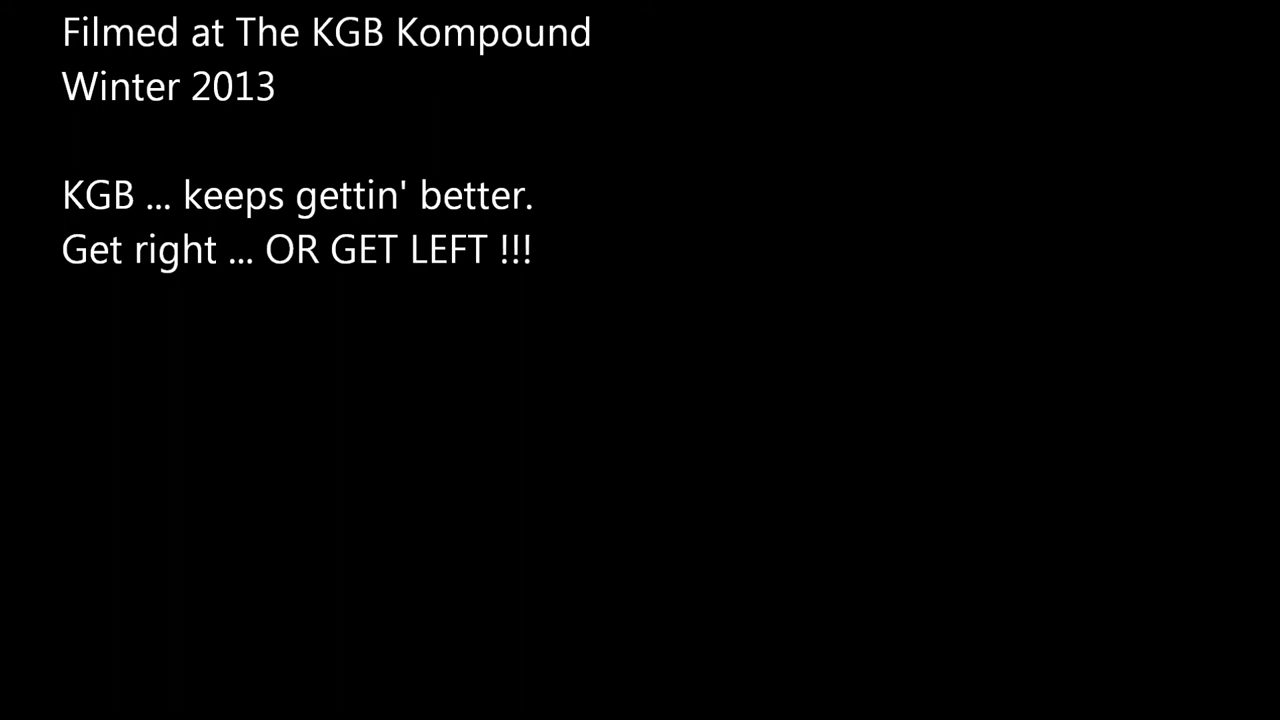 Filmed at The KGB Kompound
Winter 2013
KGB ... keeps gettin' better.
Get right ... OR GET LEFT !!!